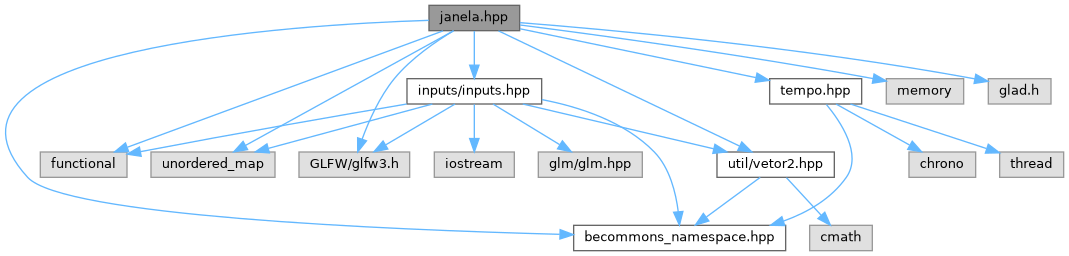 janela.hpp
inputs/inputs.hpp
tempo.hpp
memory
glad.h
functional
unordered_map
GLFW/glfw3.h
iostream
glm/glm.hpp
util/vetor2.hpp
chrono
thread
becommons_namespace.hpp
cmath